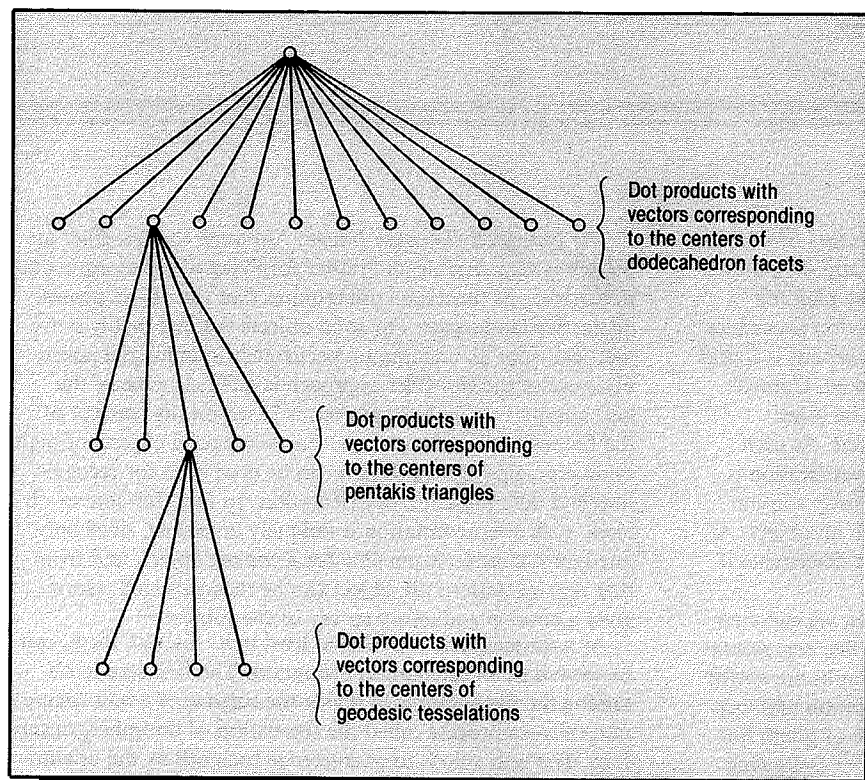 Dot products with
vectors corresponding
to the centers of
dodecahedron facets
Dot products with
vectors corresponding
to the centers of
pentakis triangles
Dot products with
vectors corresponding
to the centers of
geodesic tesselations